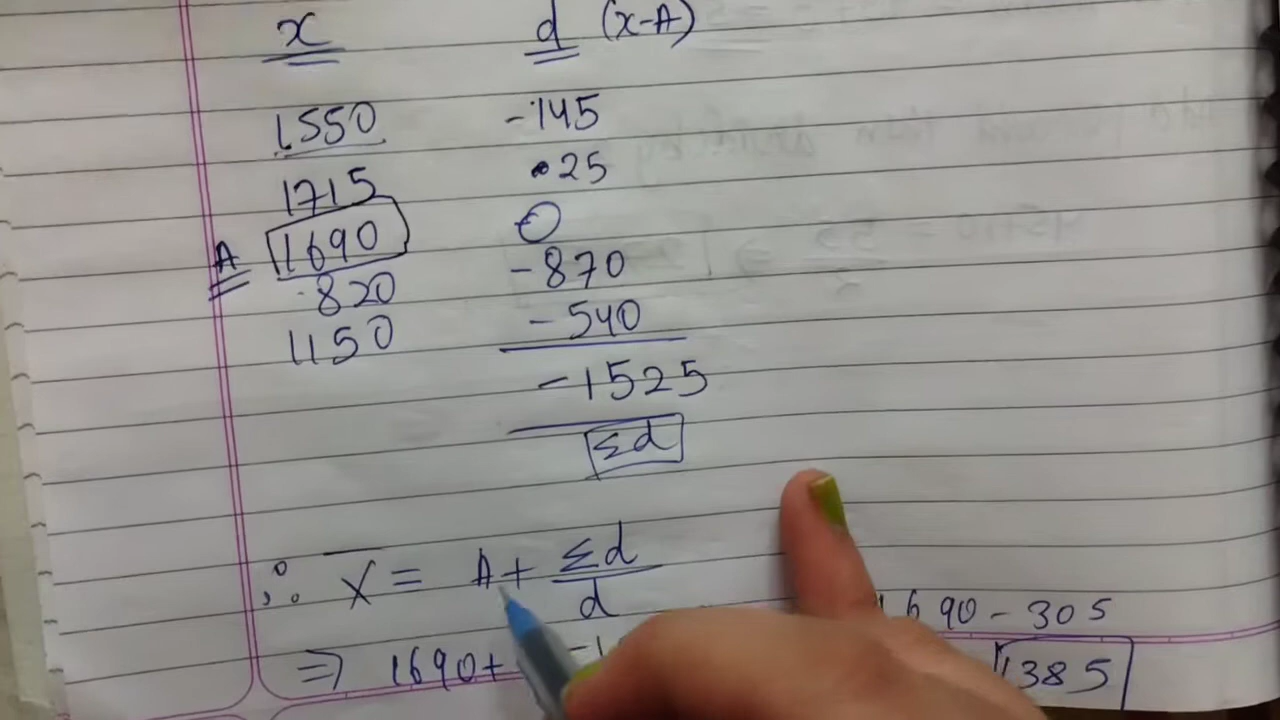 x d (x-A)
1550 -145
1715 25
A 1690 0
820 -870
1150 -540
-1525
Σd
∴ X̅ = A + Σd/d
⇒ 1690+ 1690 - 305
1385